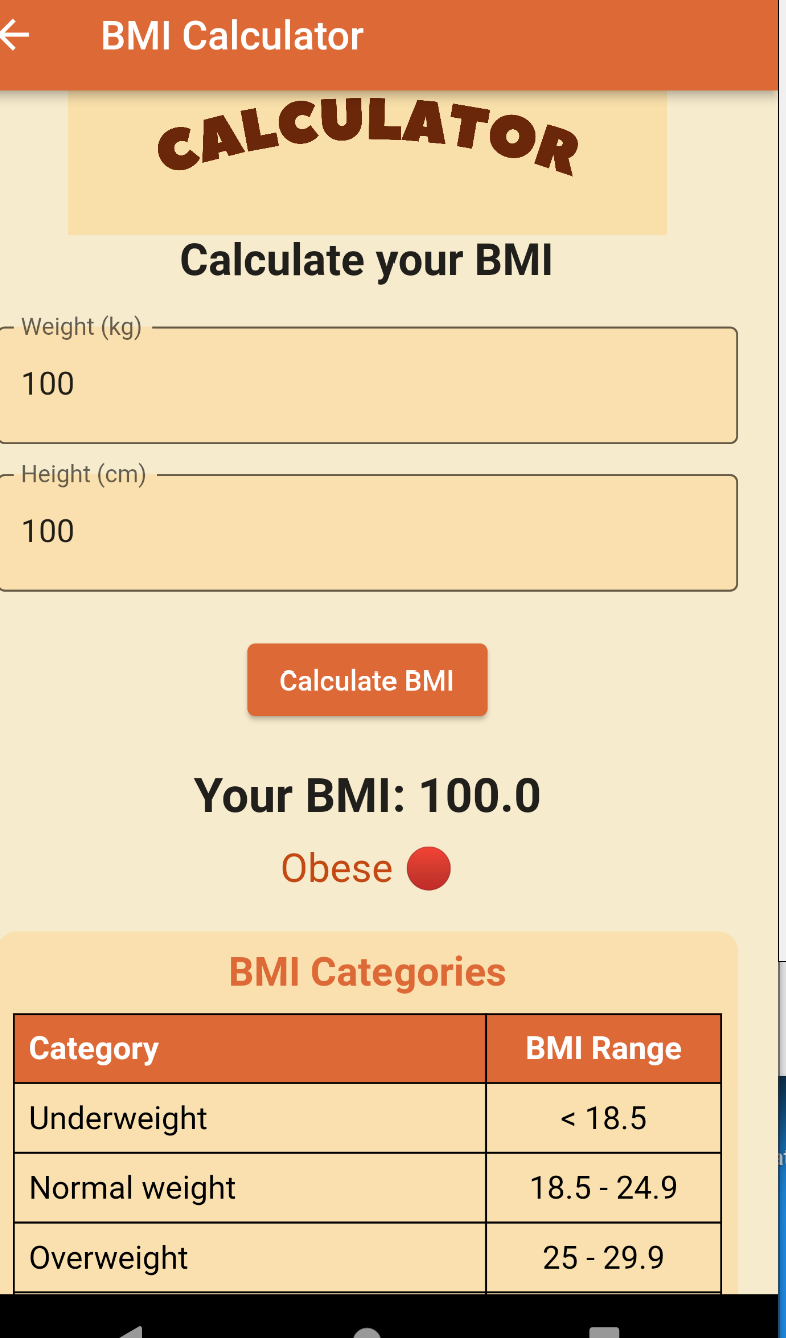 BMI Calculator
CALCULATOR
Calculate your BMI
Weight (kg)
100
Height (cm)
100
Calculate BMI
Your BMI: 100.0
Obese
BMI Categories
Category BMI Range
Underweight < 18.5
Normal weight 18.5 - 24.9
Overweight 25 - 29.9